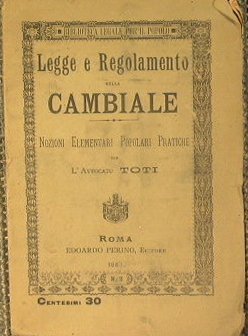 BIBLIOTECA LEGALE PER IL POPOLO
Legge e Regolamento
SULLA
CAMBIALE
NOZIONI ELEMENTARI POPOLARI PRATICHE
PER
L'AVVOCATO TOTI
ROMA
EDOARDO PERINO, EDITORE
CENTESIMI 30